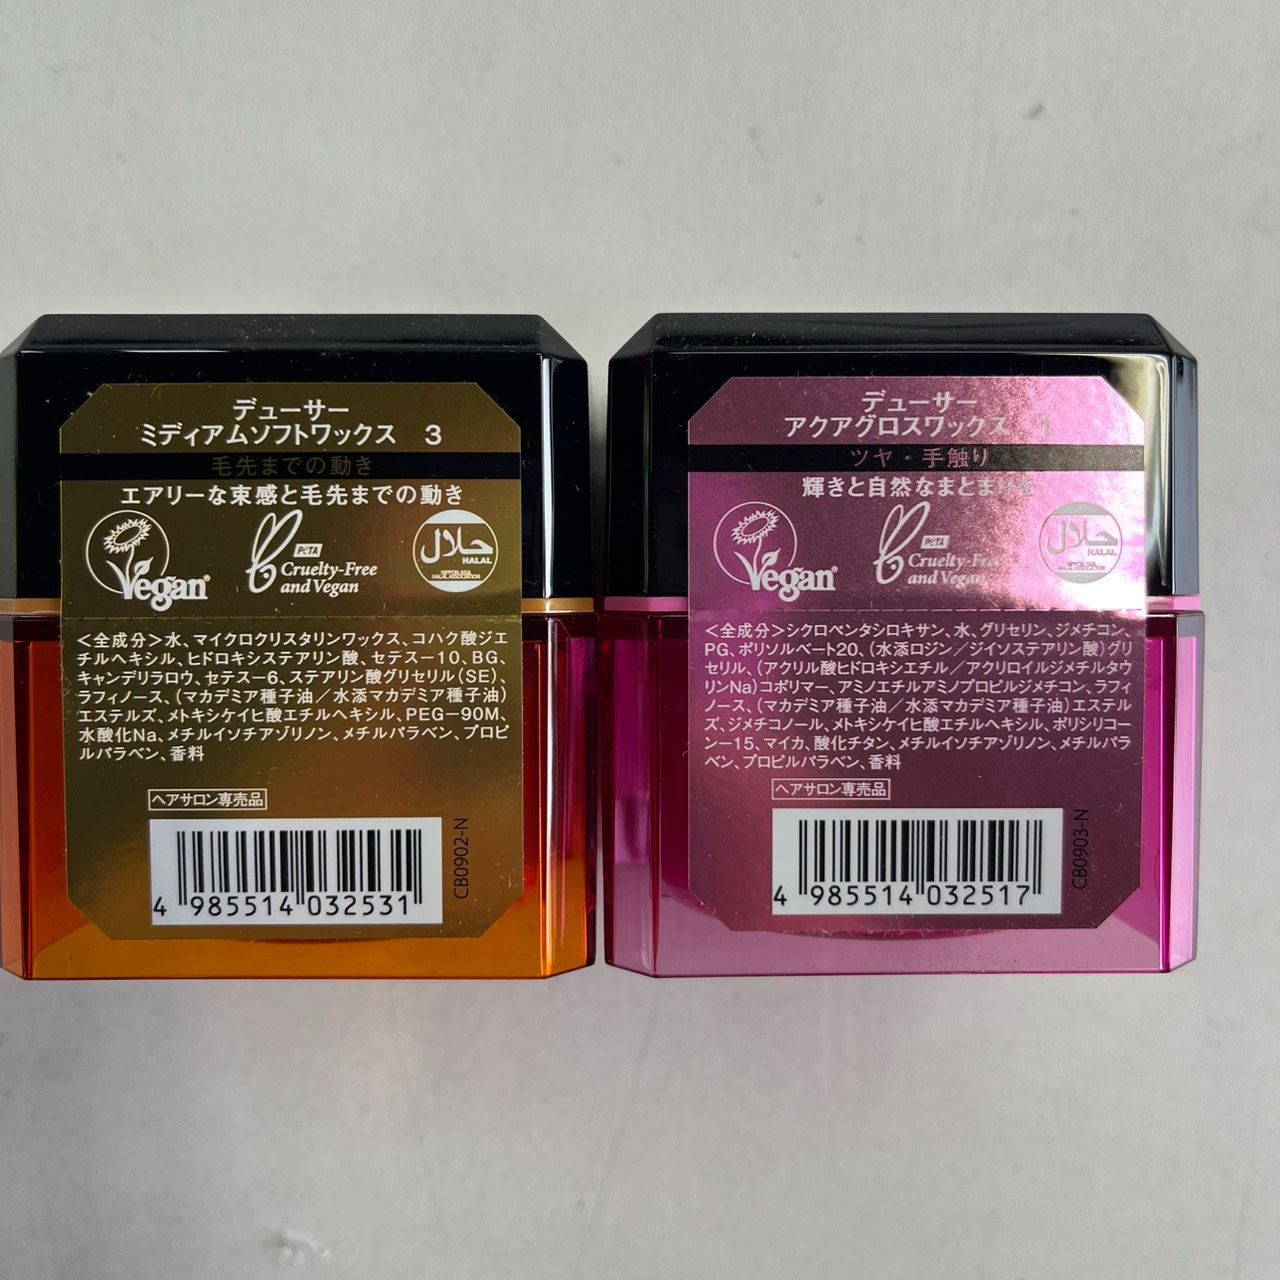 デューサー
ミディアムソフトワックス 3
毛先までの動き
エアリーな束感と毛先までの動き
Vegan
PETA
Cruelty-Free
and Vegan
حلال
HALAL
NIPPON ASIA
HALAL ASSOCIATION
<全成分>水、マイクロクリスタリンワックス、コハク酸ジエ
チルヘキシル、ヒドロキシステアリン酸、セテスー10、BG、
キャンデリラロウ、セテスー6、ステアリン酸グリセリル(SE)、
ラフィノース、(マカデミア種子油/水添マカデミア種子油)
エステルズ、メトキシケイヒ酸エチルヘキシル、PEG-90M、
水酸化Na、メチルイソチアゾリノン、メチルパラベン、プロピ
ルパラベン、香料
ヘアサロン専売品
CB0902-N
4 985514 032531
デューサー
アクアグロスワックス 1
ツヤ・手触り
輝きと自然なまとまりを
Vegan
PETA
Cruelty-Free
and Vegan
حلال
HALAL
NIPPON ASIA
HALAL ASSOCIATION
<全成分>シクロペンタシロキサン、水、グリセリン、ジメチコン、
PG、ポリソルベート20、(水添ロジン/ジイソステアリン酸)グリ
セリル、(アクリル酸ヒドロキシエチル/アクリロイルジメチルタウ
リンNa)コポリマー、アミノエチルアミノプロピルジメチコン、ラフィ
ノース、(マカデミア種子油/水添マカデミア種子油)エステル
ズ、ジメチコノール、メトキシケイヒ酸エチルヘキシル、ポリシリコー
ン-15、マイカ、酸化チタン、メチルイソチアゾリノン、メチルパラ
ベン、プロピルパラベン、香料
ヘアサロン専売品
CB0903-N
4 985514 032517